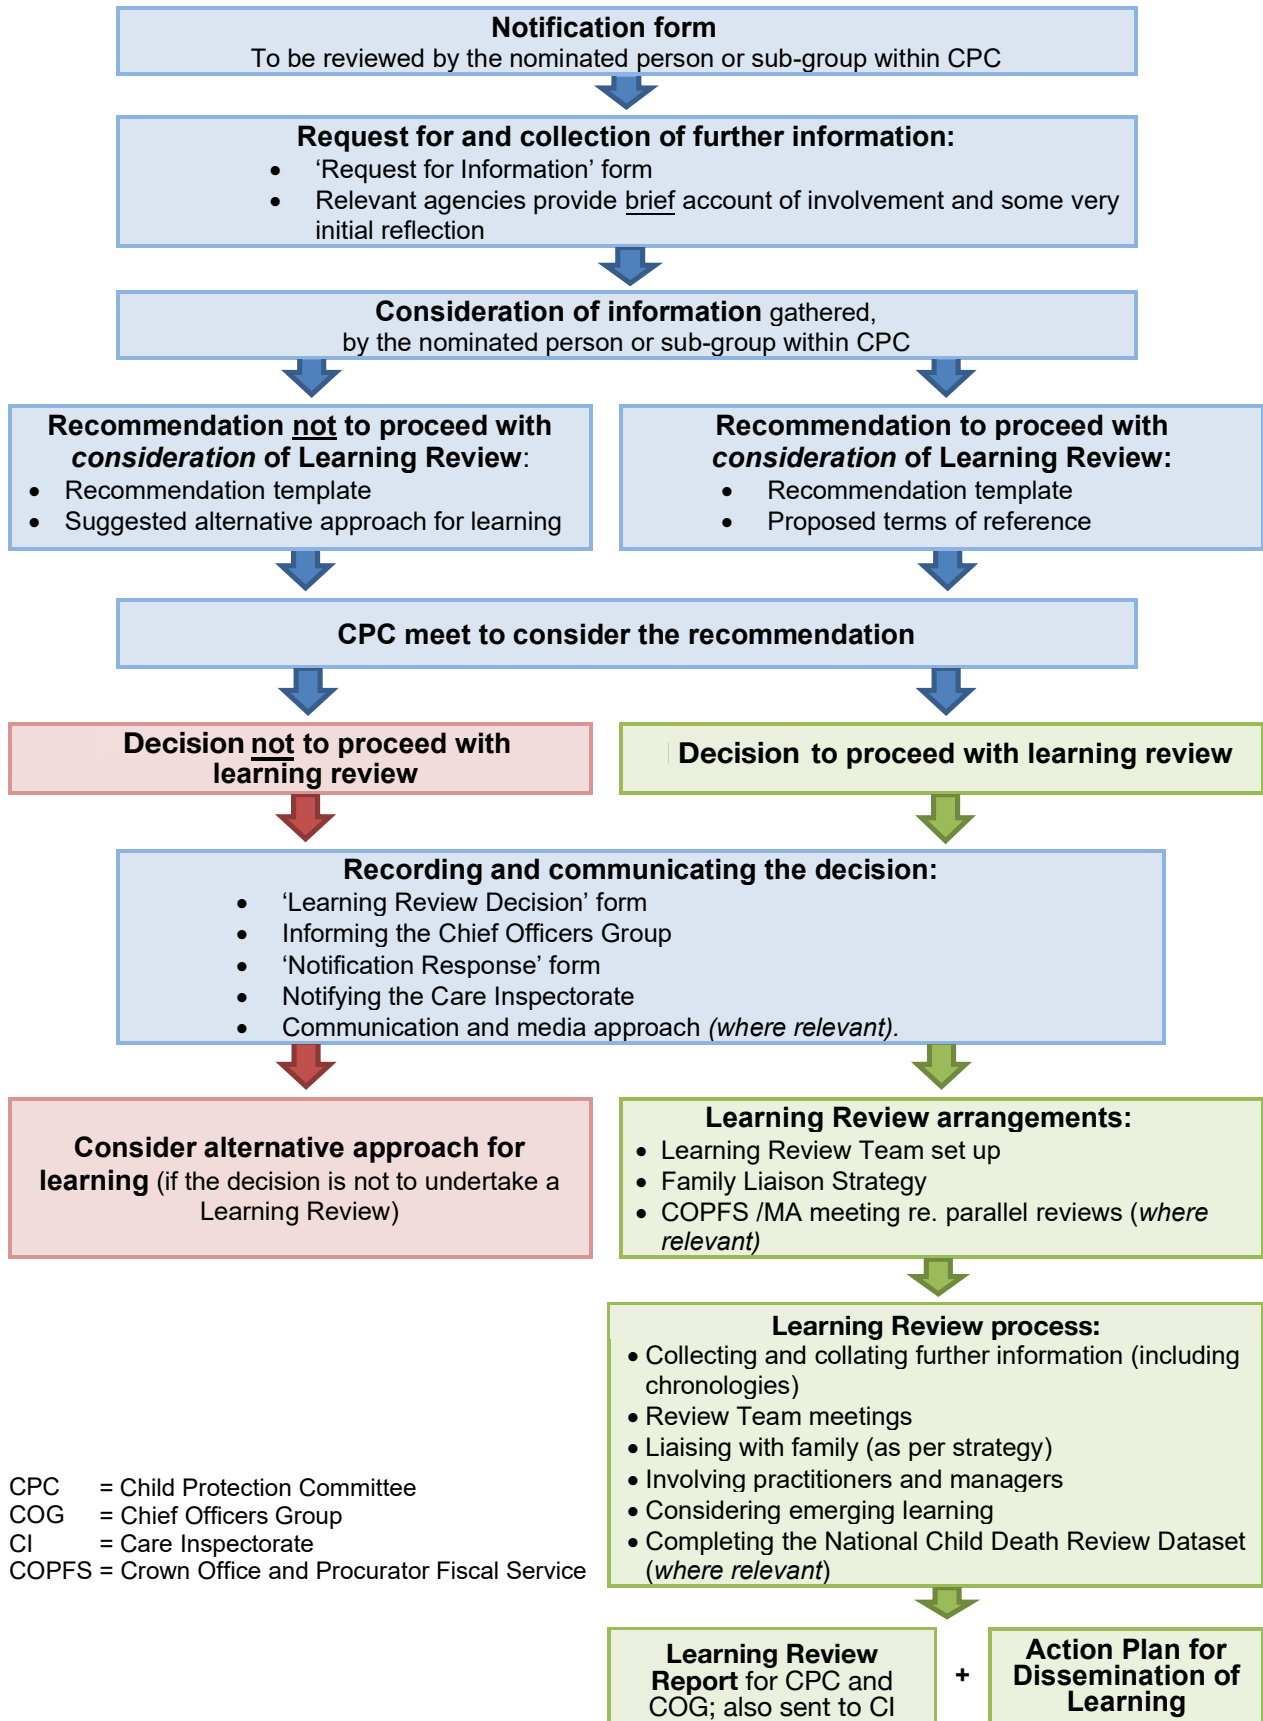 Notification form
To be reviewed by the nominated person or sub-group within CPC
Request for and collection of further information:
• ‘Request for Information’ form
• Relevant agencies provide brief account of involvement and some very
initial reflection
Consideration of information gathered,
by the nominated person or sub-group within CPC
Recommendation not to proceed with
consideration of Learning Review:
• Recommendation template
• Suggested alternative approach for learning
Recommendation to proceed with
consideration of Learning Review:
• Recommendation template
• Proposed terms of reference
CPC meet to consider the recommendation
Decision not to proceed with
learning review
Decision to proceed with learning review
Recording and communicating the decision:
• ‘Learning Review Decision’ form
• Informing the Chief Officers Group
• ‘Notification Response’ form
• Notifying the Care Inspectorate
• Communication and media approach (where relevant).
Consider alternative approach for
learning (if the decision is not to undertake a
Learning Review)
Learning Review arrangements:
• Learning Review Team set up
• Family Liaison Strategy
• COPFS /MA meeting re. parallel reviews (where
relevant)
Learning Review process:
• Collecting and collating further information (including
chronologies)
• Review Team meetings
• Liaising with family (as per strategy)
• Involving practitioners and managers
• Considering emerging learning
• Completing the National Child Death Review Dataset
(where relevant)
CPC = Child Protection Committee
COG = Chief Officers Group
CI = Care Inspectorate
COPFS = Crown Office and Procurator Fiscal Service
Learning Review
Report for CPC and
COG; also sent to CI
+
Action Plan for
Dissemination of
Learning